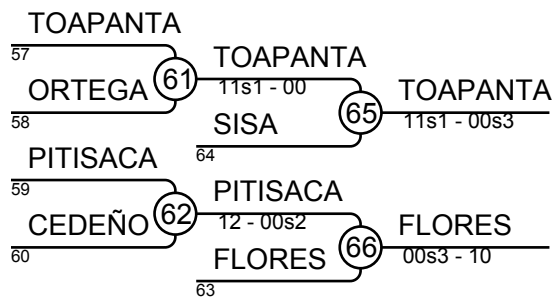 TOAPANTA
57
61
ORTEGA
58
TOAPANTA
11s1 - 00
65
SISA
64
TOAPANTA
11s1 - 00s3
PITISACA
59
62
CEDEÑO
60
PITISACA
12 - 00s2
66
FLORES
63
FLORES
00s3 - 10